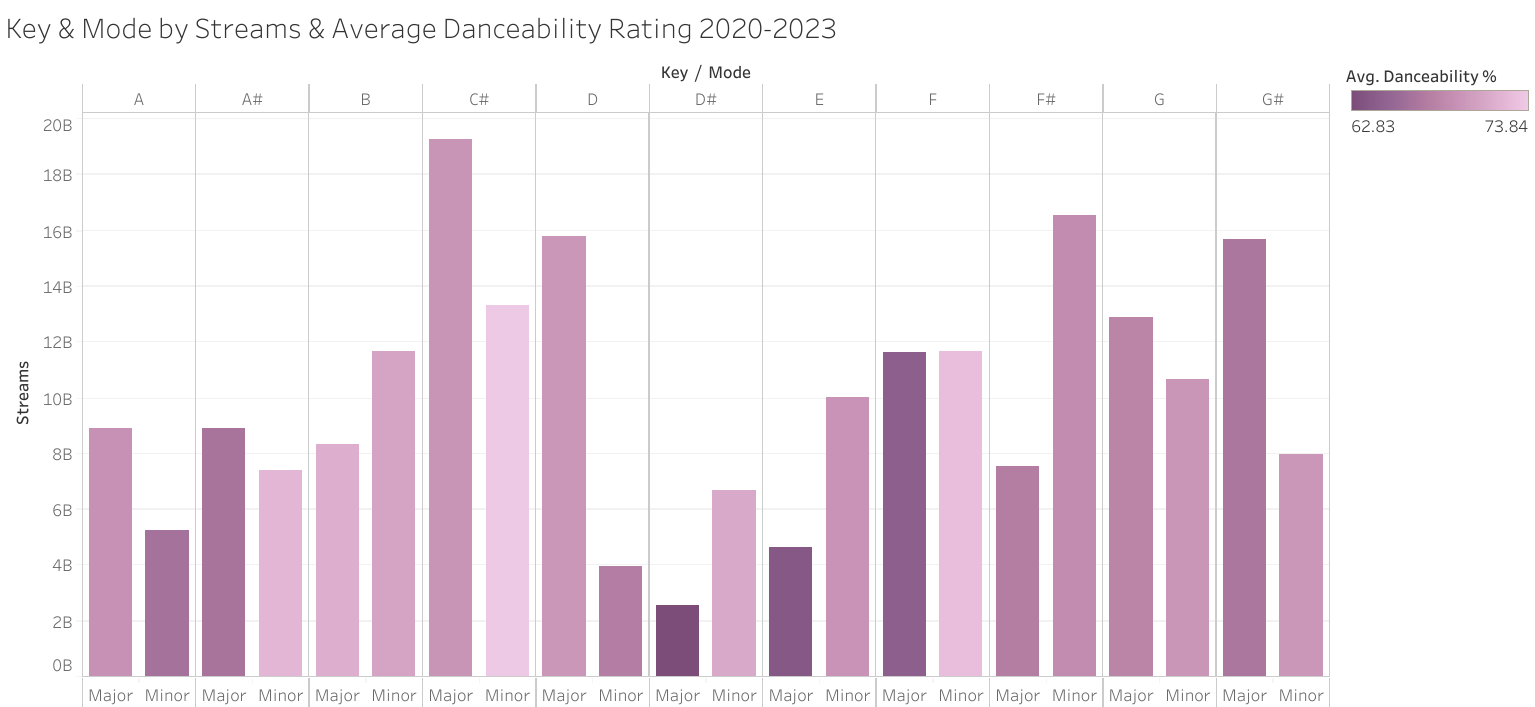 Key & Mode by Streams & Average Danceability Rating 2020-2023
Key / Mode
A A# B C# D D# E F F# G G#
Avg. Danceability %
62.83 73.84
20B
18B
16B
14B
12B
10B
8B
6B
4B
2B
0B
Streams
Major Minor Major Minor Major Minor Major Minor Major Minor Major Minor Major Minor Major Minor Major Minor Major Minor Major Minor